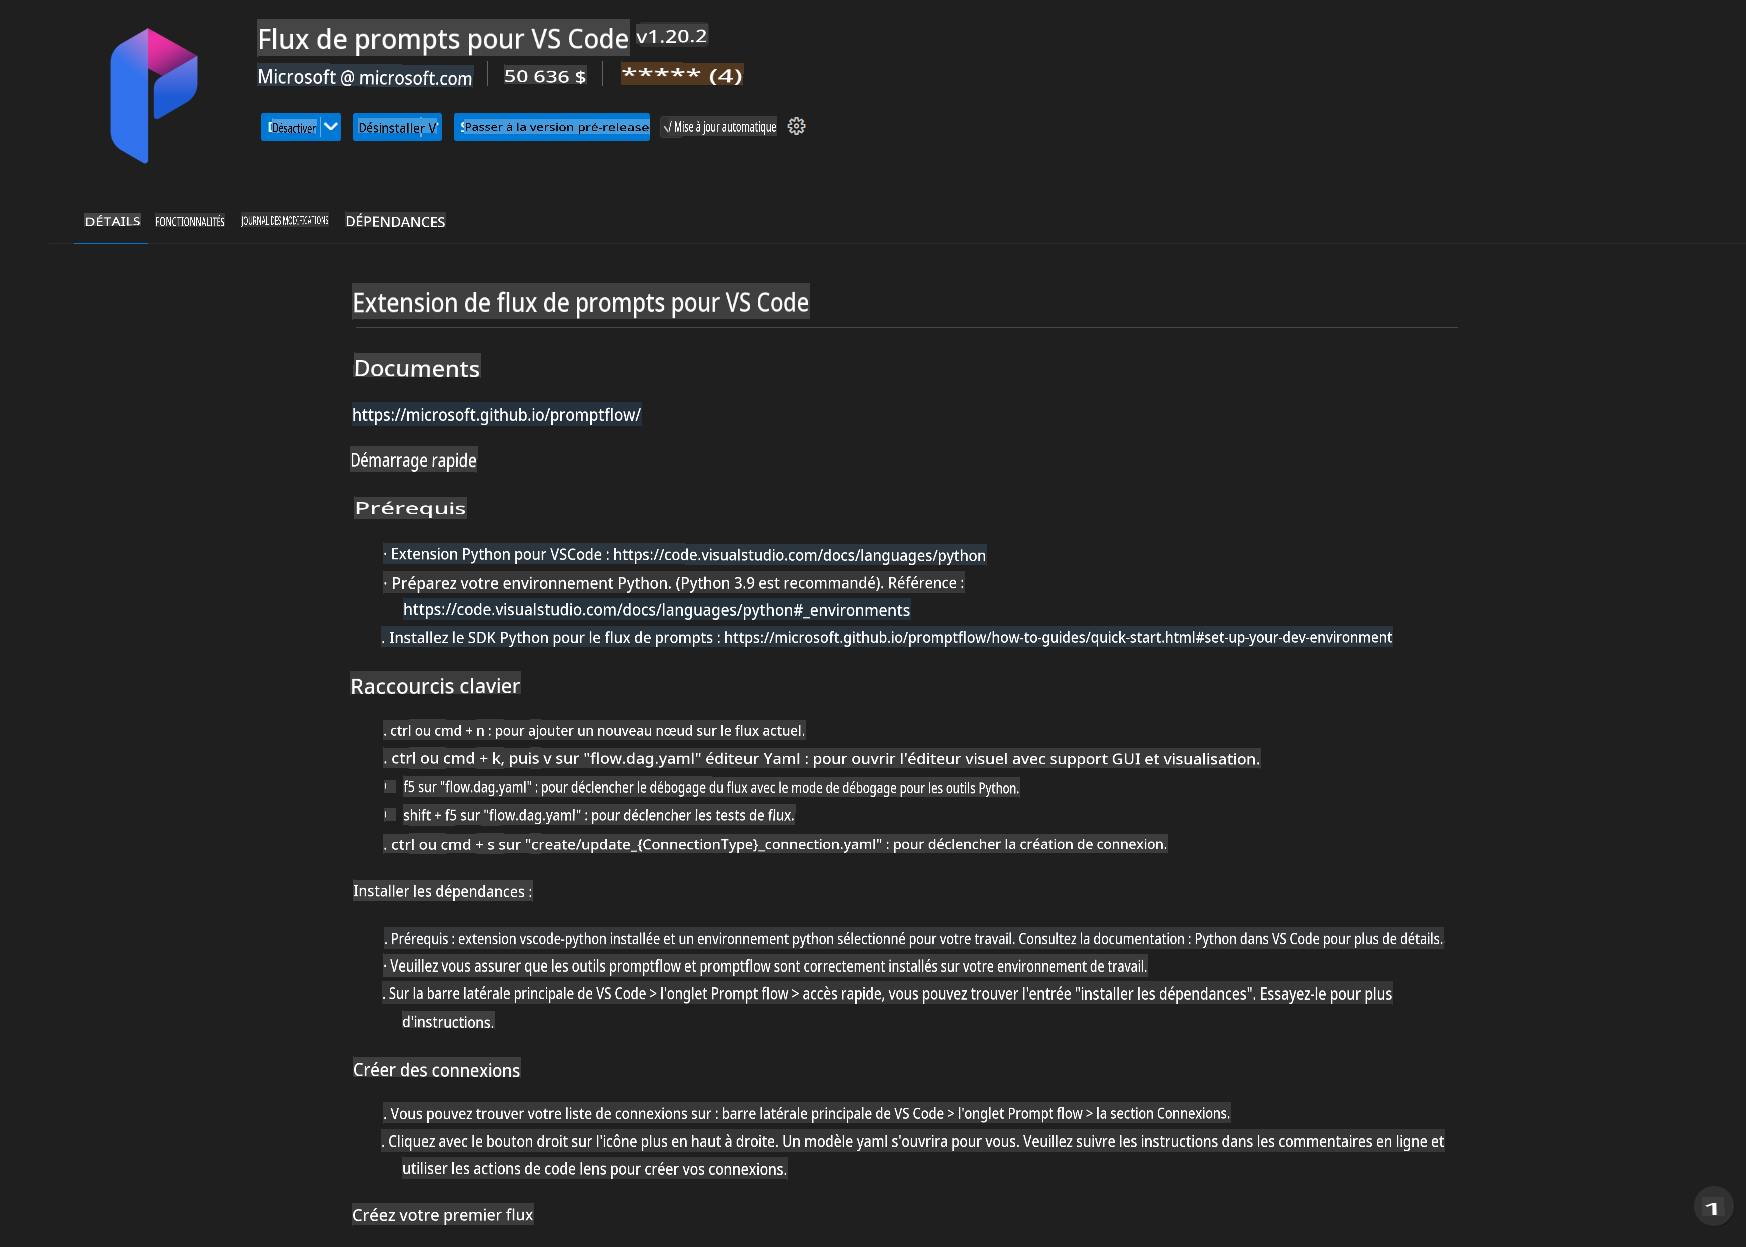 Flux de prompts pour VS Code v1.20.2
Microsoft @ microsoft.com 50 636 $ ***** (4)
Désactiver Désinstaller V Passer à la version pré-release √ Mise à jour automatique
DÉTAILS FONCTIONNALITÉS JOURNAL DES MODIFICATIONS DÉPENDANCES
Extension de flux de prompts pour VS Code
Documents
https://microsoft.github.io/promptflow/
Démarrage rapide
Prérequis
· Extension Python pour VSCode : https://code.visualstudio.com/docs/languages/python
· Préparez votre environnement Python. (Python 3.9 est recommandé). Référence :
https://code.visualstudio.com/docs/languages/python#_environments
. Installez le SDK Python pour le flux de prompts : https://microsoft.github.io/promptflow/how-to-guides/quick-start.html#set-up-your-dev-environment
Raccourcis clavier
. ctrl ou cmd + n : pour ajouter un nouveau nœud sur le flux actuel.
. ctrl ou cmd + k, puis v sur "flow.dag.yaml" éditeur Yaml : pour ouvrir l'éditeur visuel avec support GUI et visualisation.
f5 sur "flow.dag.yaml" : pour déclencher le débogage du flux avec le mode de débogage pour les outils Python.
shift + f5 sur "flow.dag.yaml" : pour déclencher les tests de flux.
. ctrl ou cmd + s sur "create/update_{ConnectionType}_connection.yaml" : pour déclencher la création de connexion.
Installer les dépendances :
. Prérequis : extension vscode-python installée et un environnement python sélectionné pour votre travail. Consultez la documentation : Python dans VS Code pour plus de détails.
· Veuillez vous assurer que les outils promptflow et promptflow sont correctement installés sur votre environnement de travail.
. Sur la barre latérale principale de VS Code > l'onglet Prompt flow > accès rapide, vous pouvez trouver l'entrée "installer les dépendances". Essayez-le pour plus
d'instructions.
Créer des connexions
. Vous pouvez trouver votre liste de connexions sur : barre latérale principale de VS Code > l'onglet Prompt flow > la section Connexions.
. Cliquez avec le bouton droit sur l'icône plus en haut à droite. Un modèle yaml s'ouvrira pour vous. Veuillez suivre les instructions dans les commentaires en ligne et
utiliser les actions de code lens pour créer vos connexions.
Créez votre premier flux